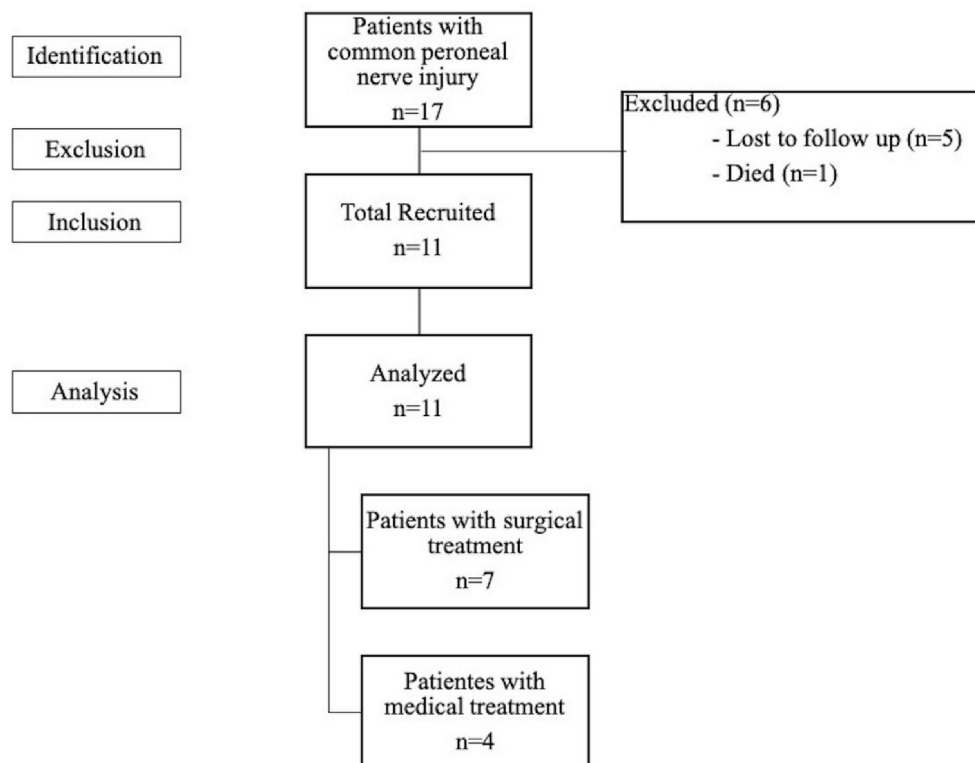 Identification
Patients with
common peroneal
nerve injury
n=17
Excluded (n=6)
- Lost to follow up (n=5)
- Died (n=1)
Exclusion
Inclusion
Total Recruited
n=11
Analysis
Analyzed
n=11
Patients with surgical
treatment
n=7
Patientes with
medical treatment
n=4